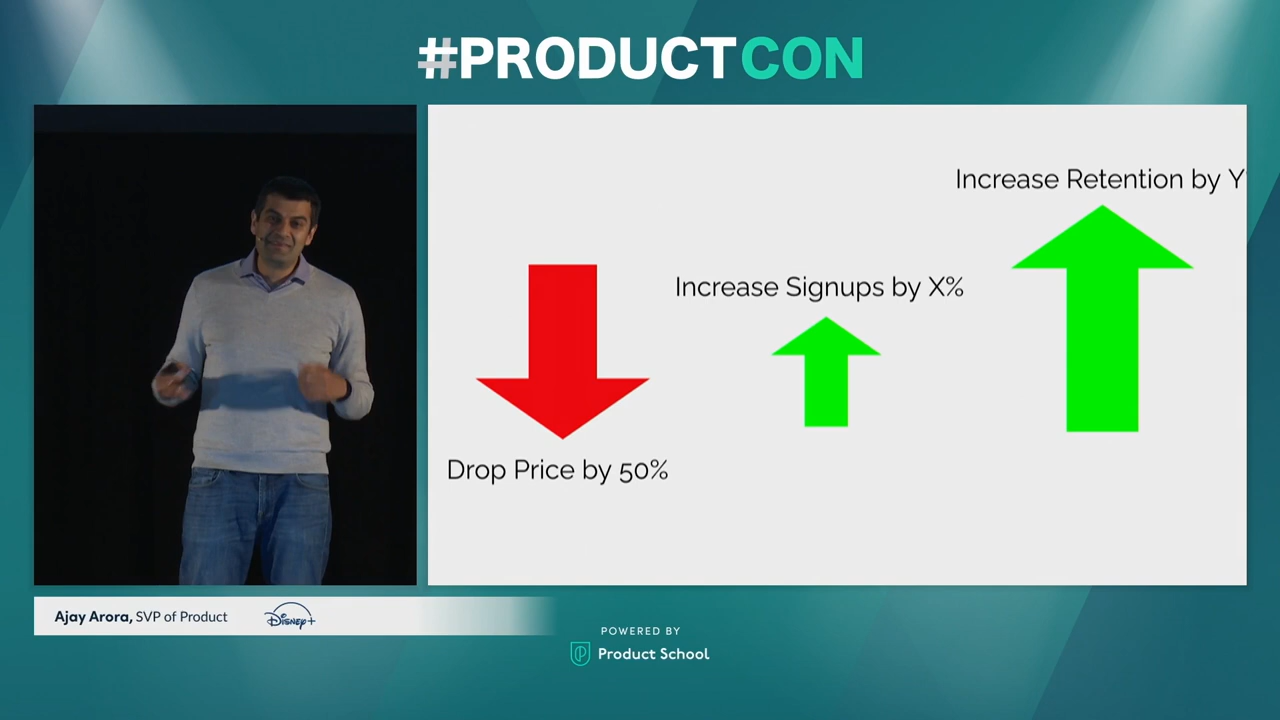 #PRODUCTCON
Increase Retention by Y
Increase Signups by X%
Drop Price by 50%
Ajay Arora, SVP of Product
Disney+
POWERED BY
Product School